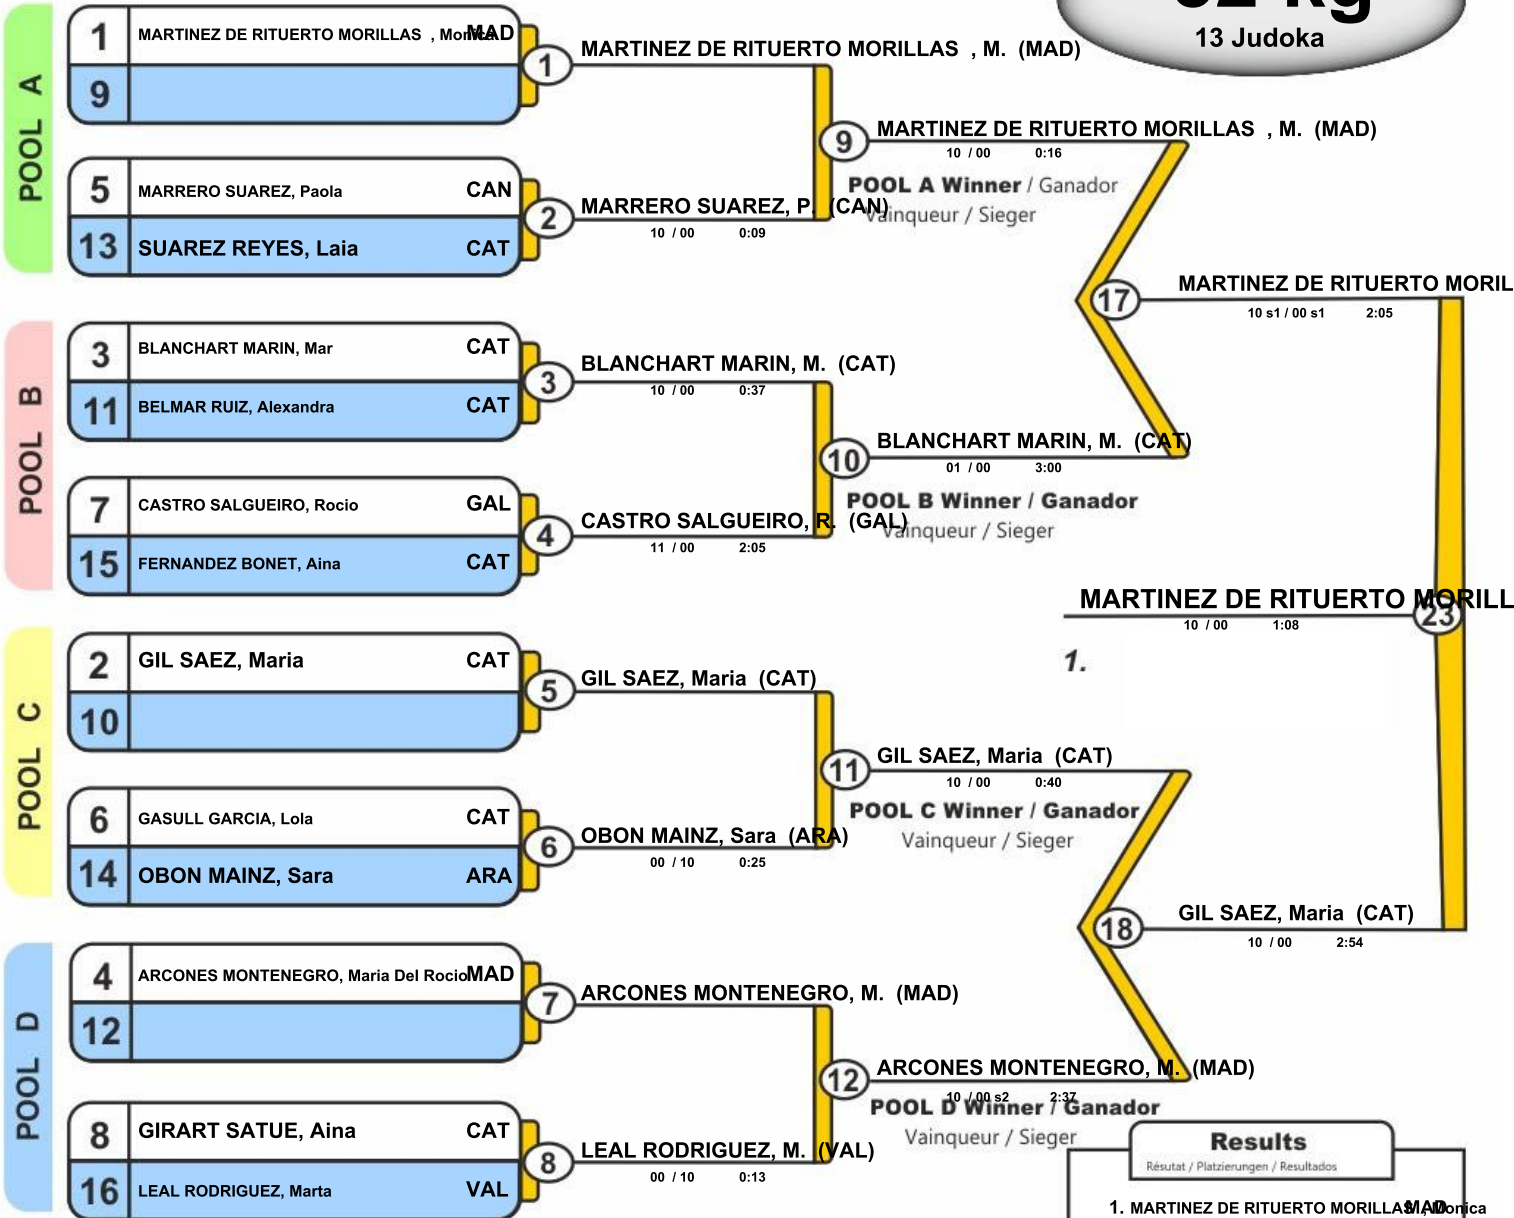 POOL A
1 MARTINEZ DE RITUERTO MORILLAS , Monica MAD
9
5 MARRERO SUAREZ, Paola CAN
13 SUAREZ REYES, Laia CAT
POOL B
3 BLANCHART MARIN, Mar CAT
11 BELMAR RUIZ, Alexandra CAT
7 CASTRO SALGUEIRO, Rocio GAL
15 FERNANDEZ BONET, Aina CAT
POOL C
2 GIL SAEZ, Maria CAT
10
6 GASULL GARCIA, Lola CAT
14 OBON MAINZ, Sara ARA
POOL D
4 ARCONES MONTENEGRO, Maria Del Rocio MAD
12
8 GIRART SATUE, Aina CAT
16 LEAL RODRIGUEZ, Marta VAL
1 MARTINEZ DE RITUERTO MORILLAS , M. (MAD)
2 MARRERO SUAREZ, P. (CAN)
10 / 00 0:09
3 BLANCHART MARIN, M. (CAT)
10 / 00 0:37
4 CASTRO SALGUEIRO, R. (GAL)
11 / 00 2:05
5 GIL SAEZ, Maria (CAT)
6 OBON MAINZ, Sara (ARA)
00 / 10 0:25
7 ARCONES MONTENEGRO, M. (MAD)
8 LEAL RODRIGUEZ, M. (VAL)
00 / 10 0:13
13 Judoka
9 MARTINEZ DE RITUERTO MORILLAS , M. (MAD)
10 / 00 0:16
POOL A Winner / Ganador
Vainqueur / Sieger
10 BLANCHART MARIN, M. (CAT)
01 / 00 3:00
POOL B Winner / Ganador
Vainqueur / Sieger
11 GIL SAEZ, Maria (CAT)
10 / 00 0:40
POOL C Winner / Ganador
Vainqueur / Sieger
12 ARCONES MONTENEGRO, M. (MAD)
10 / 00 s2 2:37
POOL D Winner / Ganador
Vainqueur / Sieger
17 MARTINEZ DE RITUERTO MORIL
10 s1 / 00 s1 2:05
18 GIL SAEZ, Maria (CAT)
10 / 00 2:54
MARTINEZ DE RITUERTO MORILL
23
10 / 00 1:08
1.
Results
Résutat / Platzierungen / Resultados
1. MARTINEZ DE RITUERTO MORILLAS , Monica MAD